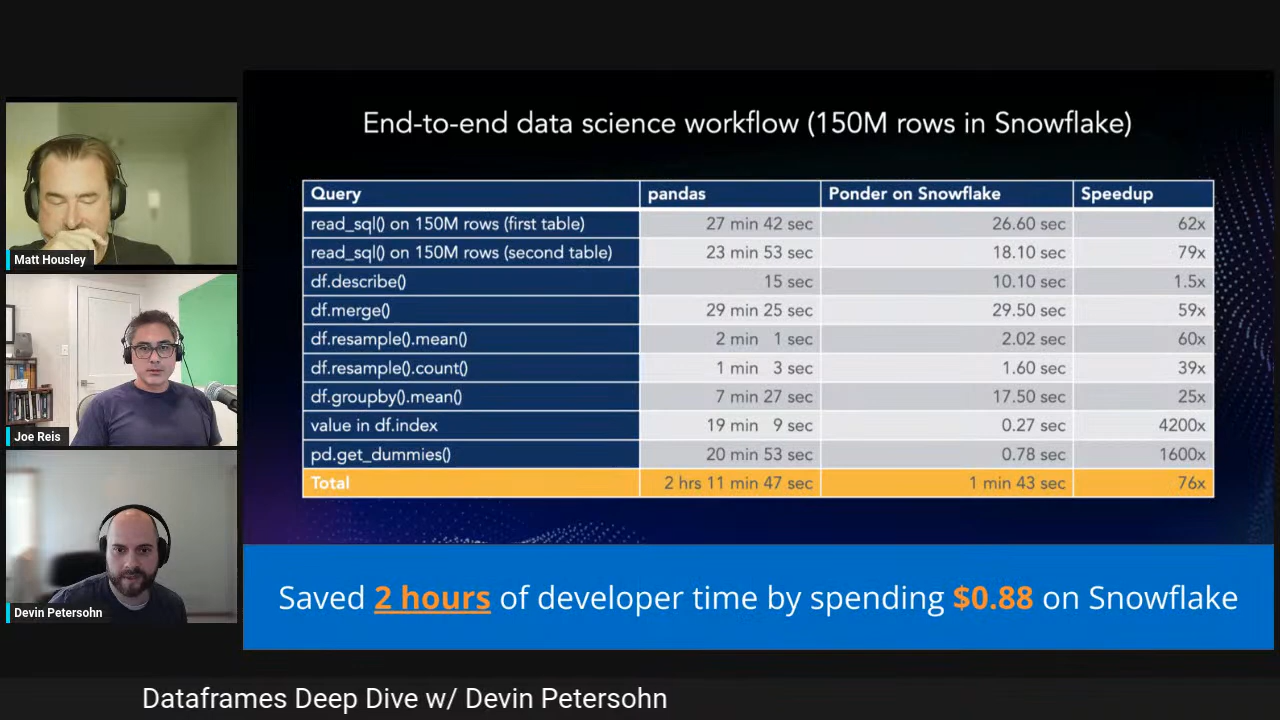 Matt Housley
Joe Reis
Devin Petersohn
End-to-end data science workflow (150M rows in Snowflake)
Query pandas Ponder on Snowflake Speedup
read_sql() on 150M rows (first table) 27 min 42 sec 26.60 sec 62x
read_sql() on 150M rows (second table) 23 min 53 sec 18.10 sec 79x
df.describe() 15 sec 10.10 sec 1.5x
df.merge() 29 min 25 sec 29.50 sec 59x
df.resample().mean() 2 min 1 sec 2.02 sec 60x
df.resample().count() 1 min 3 sec 1.60 sec 39x
df.groupby().mean() 7 min 27 sec 17.50 sec 25x
value in df.index 19 min 9 sec 0.27 sec 4200x
pd.get_dummies() 20 min 53 sec 0.78 sec 1600x
Total 2 hrs 11 min 47 sec 1 min 43 sec 76x
Saved 2 hours of developer time by spending $0.88 on Snowflake
Dataframes Deep Dive w/ Devin Petersohn